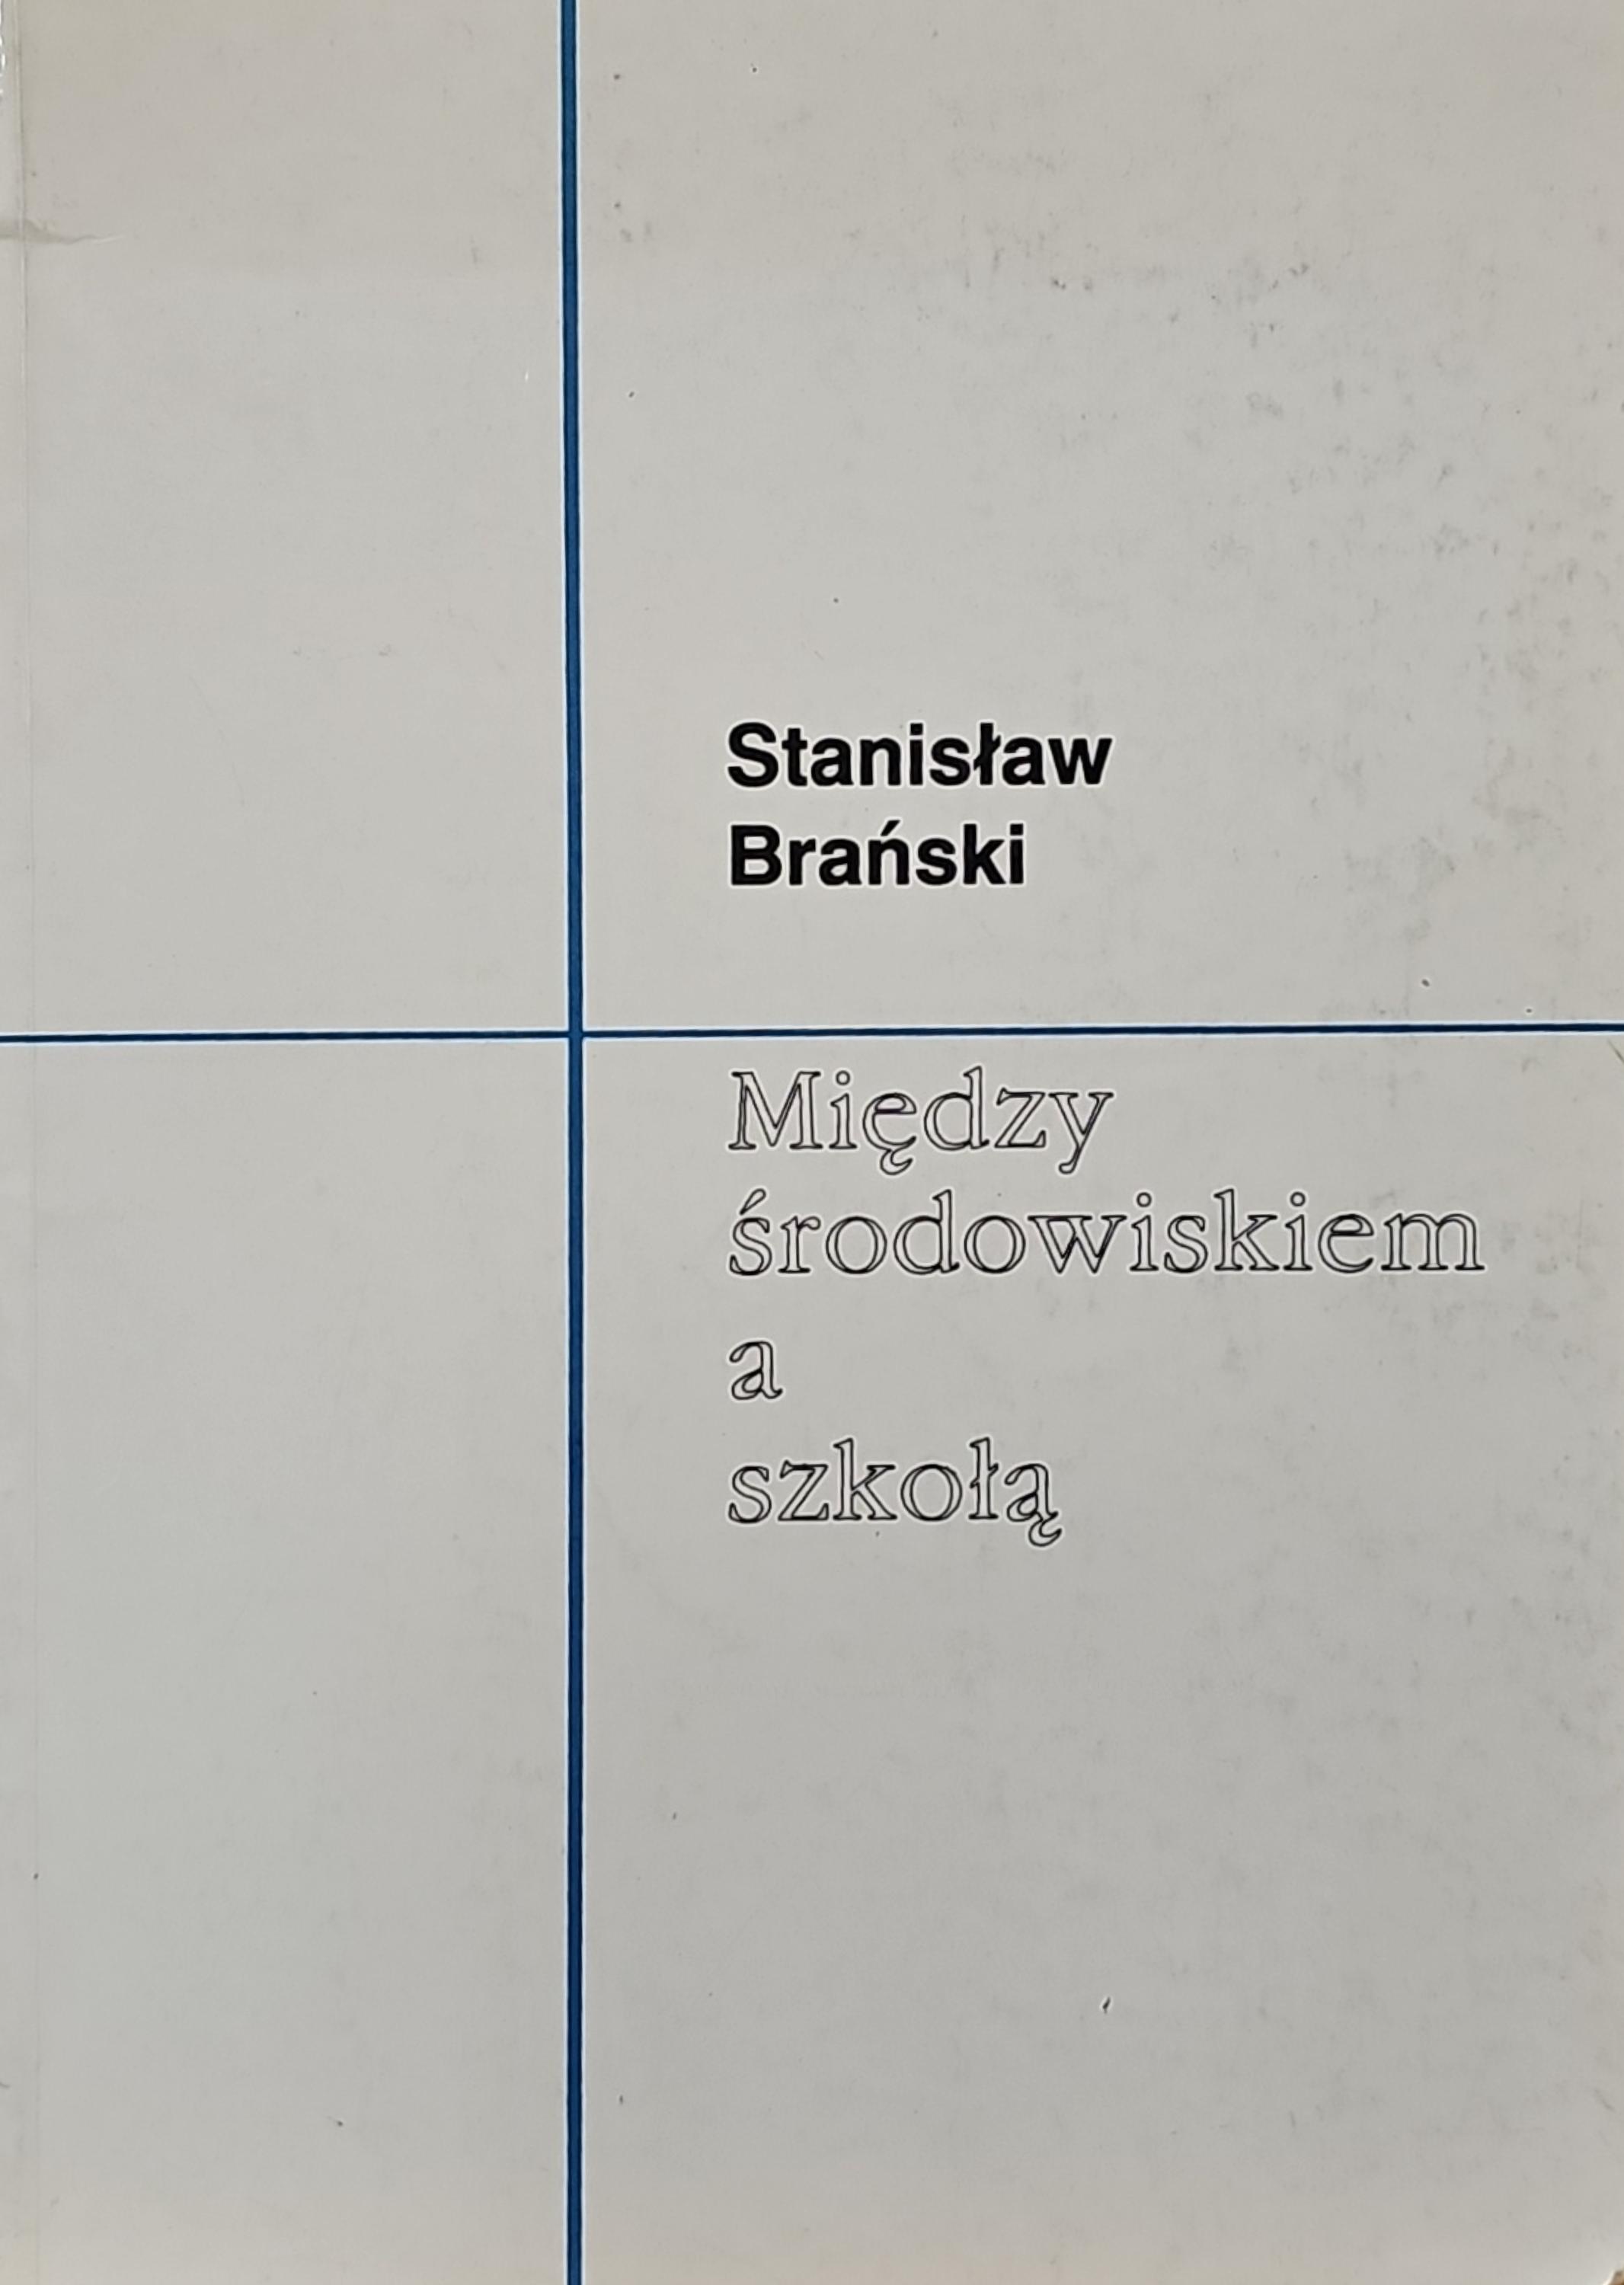 Stanisław
Brański
Między
środowiskiem
a
szkołą